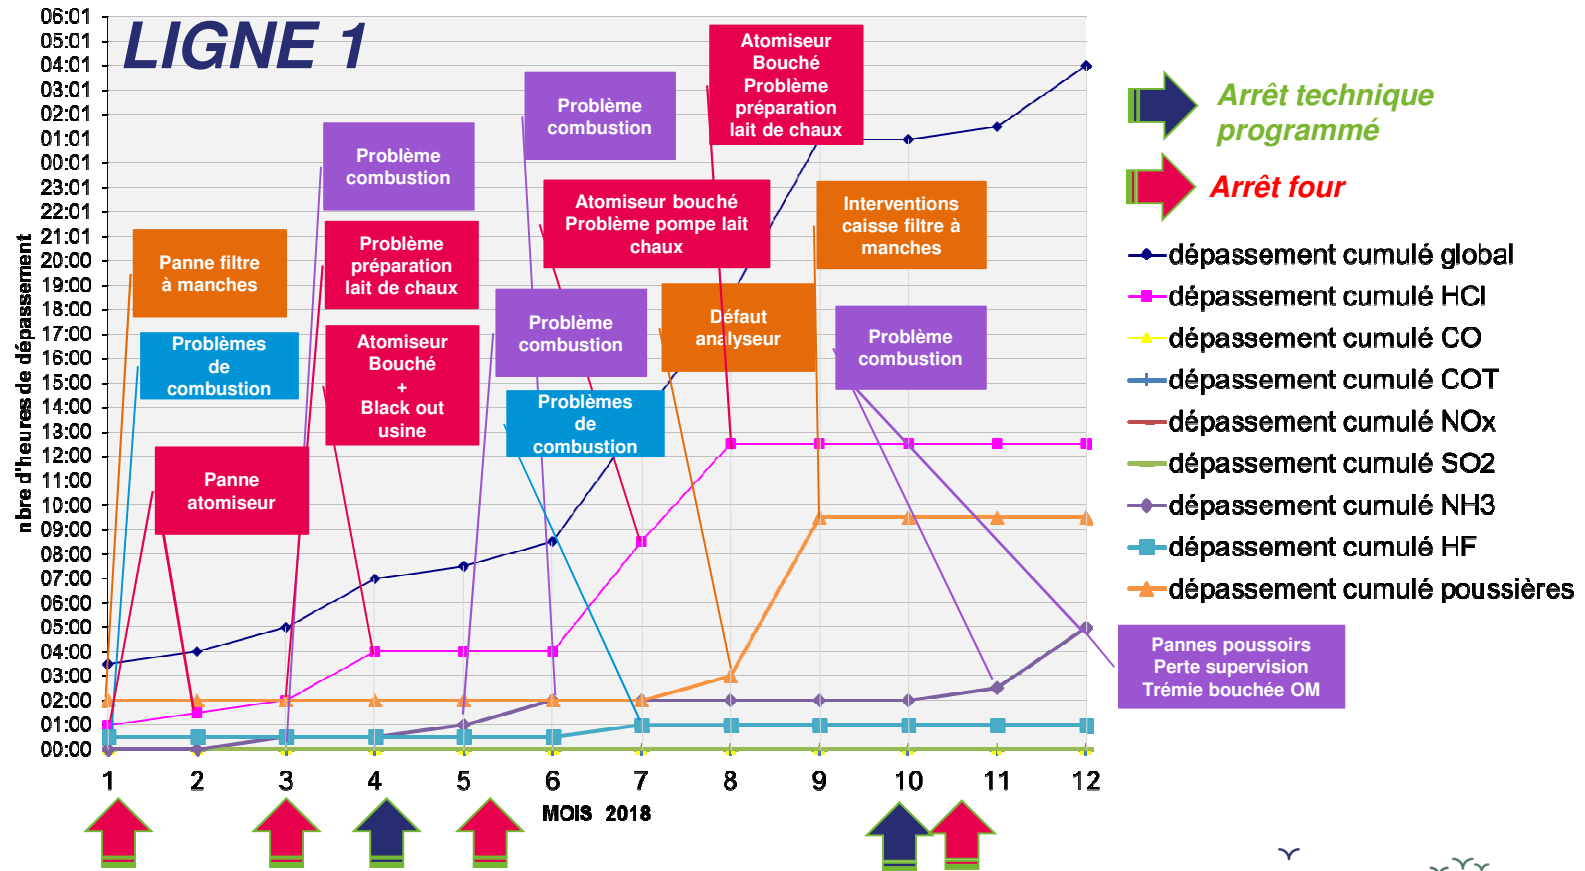 LIGNE 1
06:01
05:01
04:01
03:01
02:01
01:01
00:01
23:01
22:01
21:01
20:00
19:00
18:00
17:00
16:00
15:00
14:00
13:00
12:00
11:00
10:00
09:00
08:00
07:00
06:00
05:00
04:00
03:00
02:00
01:00
00:00
nbre d'heures de dépassement
Panne filtre
à manches
Problèmes
de
combustion
Panne
atomiseur
Problème
combustion
Problème
préparation
lait de chaux
Atomiseur
Bouché
+
Black out
usine
Problème
combustion
Atomiseur bouché
Problème pompe lait
chaux
Problème
combustion
Problèmes
de
combustion
Atomiseur
Bouché
Problème
préparation
lait de chaux
Défaut
analyseur
Interventions
caisse filtre à
manches
Problème
combustion
Pannes poussoirs
Perte supervision
Trémie bouchée OM
1 2 3 4 5 6 7 8 9 10 11 12
MOIS 2018
Arrêt technique
programmé
Arrêt four
dépassement cumulé global
dépassement cumulé HCl
dépassement cumulé CO
dépassement cumulé COT
dépassement cumulé NOx
dépassement cumulé SO2
dépassement cumulé NH3
dépassement cumulé HF
dépassement cumulé poussières